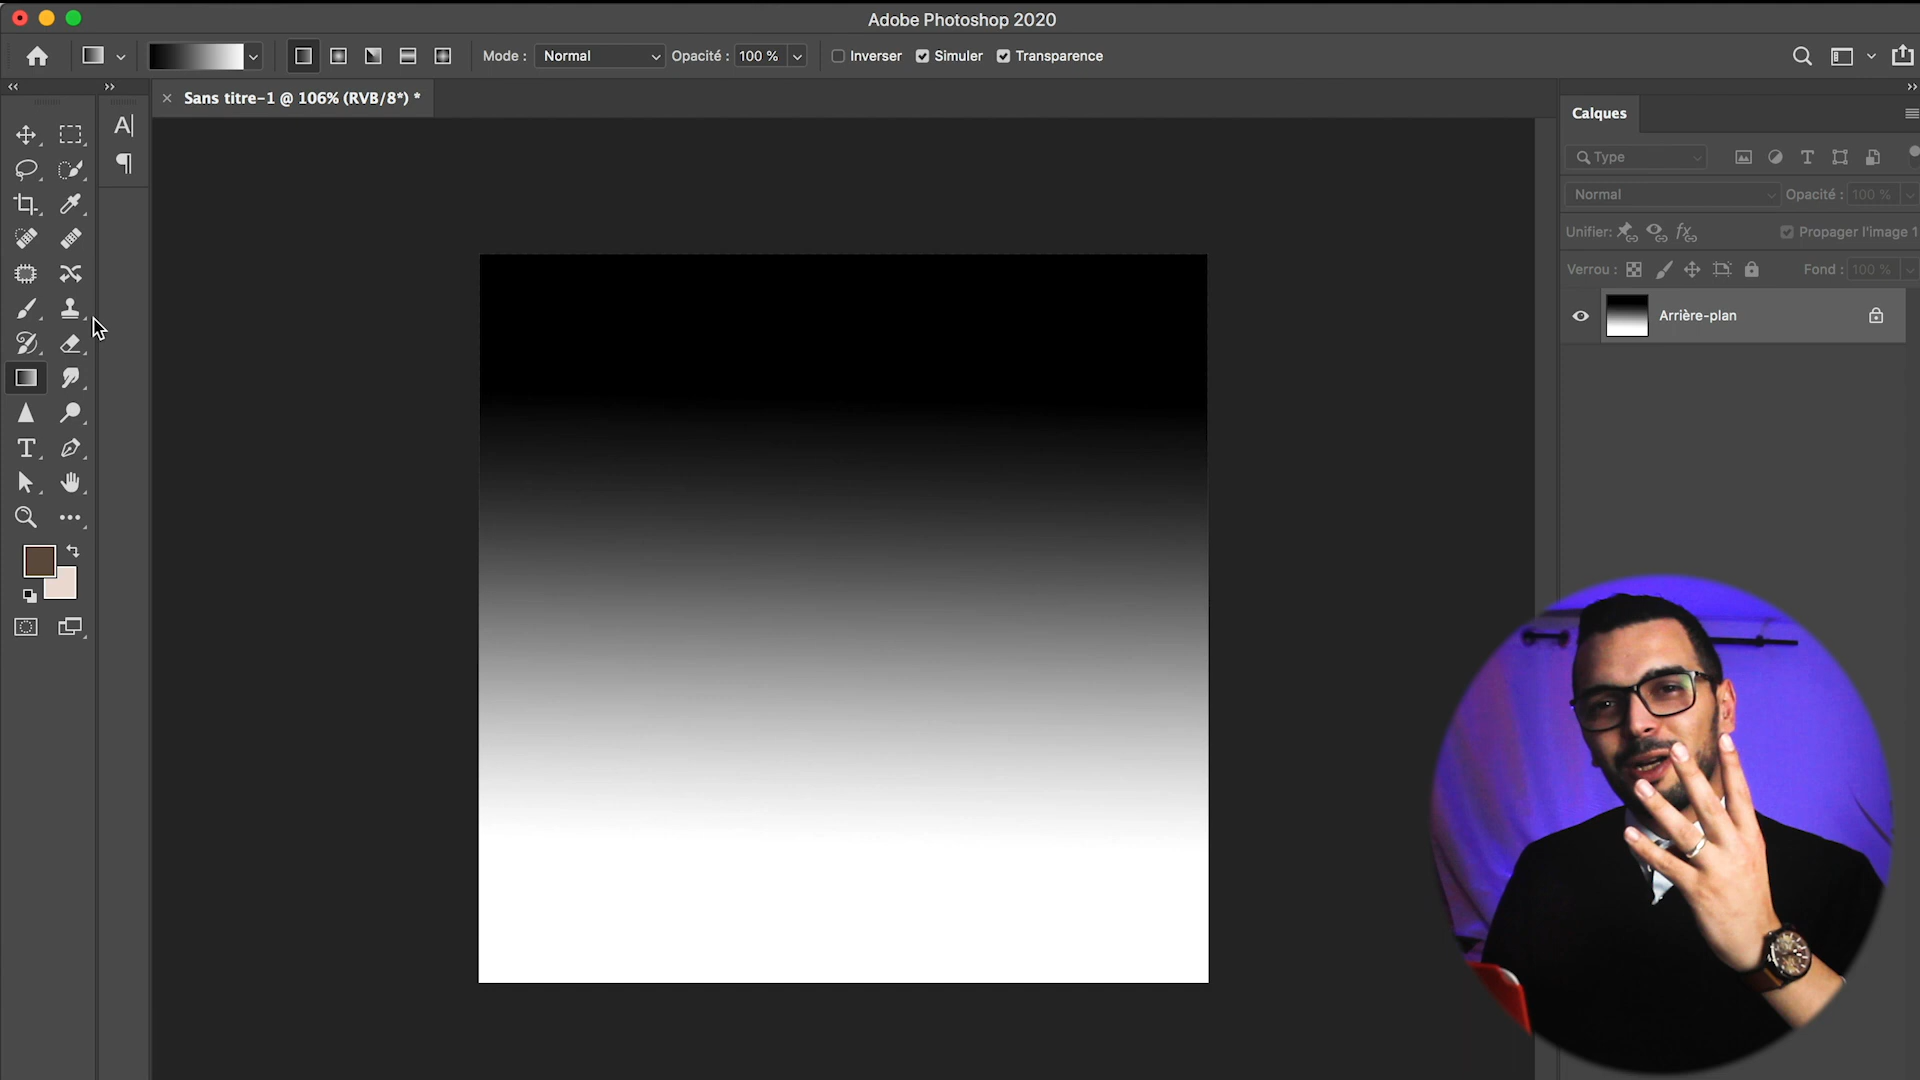 Adobe Photoshop 2020
Mode : Normal Opacité : 100 % Inverser Simuler Transparence
Sans titre-1 @ 106% (RVB/8*) *
Calques
Type
Normal Opacité : 100 %
Unifier: Propager l'image 1
Verrou : Fond : 100 %
Arrière-plan